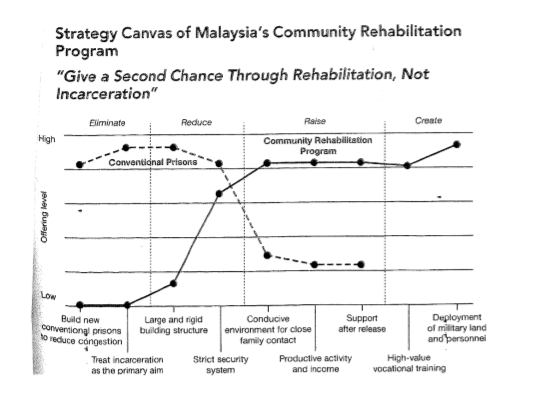 Strategy Canvas of Malaysia's Community Rehabilitation
Program
"Give a Second Chance Through Rehabilitation, Not
Incarceration"
Eliminate
Reduce
Raise
Create
High
Community Rehabilitation
Program
Conventional Prisons
Offering level
Low
Build new
conventional prisons
to reduce congestion
Treat incarceration
as the primary aim
Large and rigid
building structure
Strict security
system
Conducive
environment for close
family contact
Productive activity
and income
Support
after release
High-value
vocational training
Deployment
of military land
and personnel